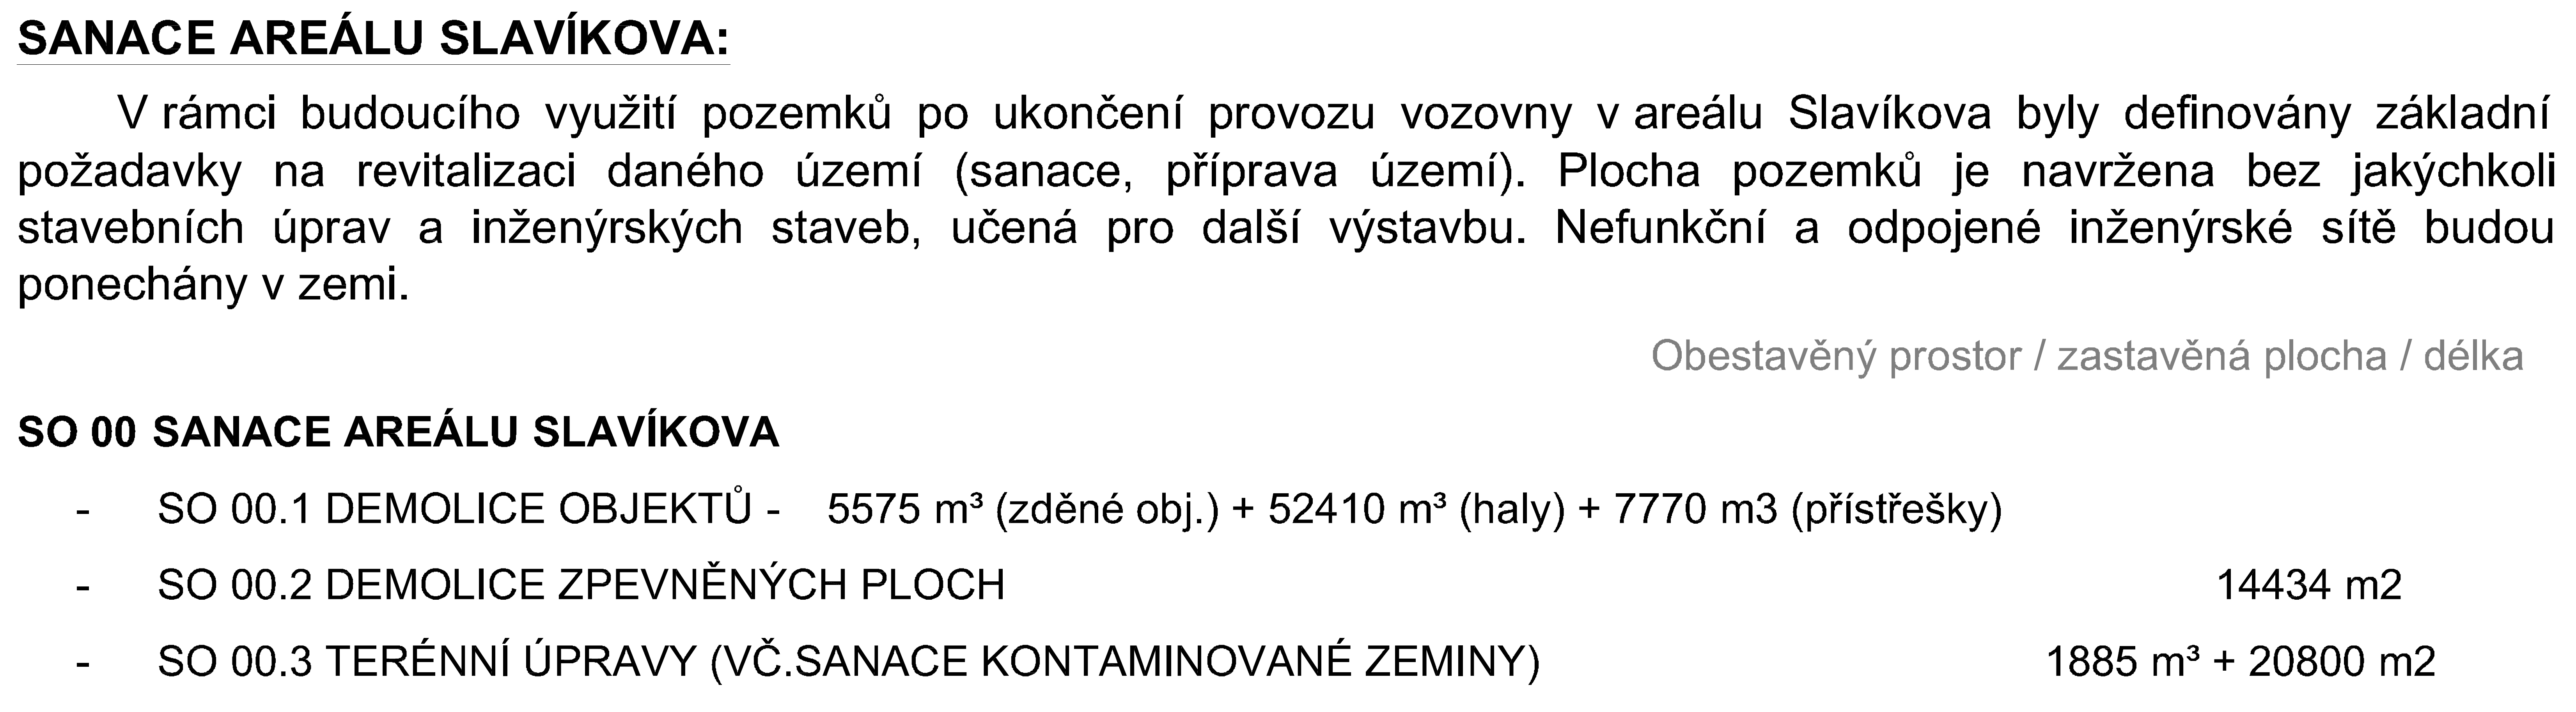 SANACE AREÁLU SLAVÍKOVA:
V rámci budoucího využití pozemků po ukončení provozu vozovny v areálu Slavíkova byly definovány základní
požadavky na revitalizaci daného území (sanace, příprava území). Plocha pozemků je navržena bez jakýchkoli
stavebních úprav a inženýrských staveb, učená pro další výstavbu. Nefunkční a odpojené inženýrské sítě budou
ponechány v zemi.
Obestavěný prostor / zastavěná plocha / délka
SO 00 SANACE AREÁLU SLAVÍKOVA
- SO 00.1 DEMOLICE OBJEKTŮ - 5575 m³ (zděné obj.) + 52410 m³ (haly) + 7770 m3 (přístřešky)
- SO 00.2 DEMOLICE ZPEVNĚNÝCH PLOCH 14434 m2
- SO 00.3 TERÉNNÍ ÚPRAVY (VČ.SANACE KONTAMINOVANÉ ZEMINY) 1885 m³ + 20800 m2